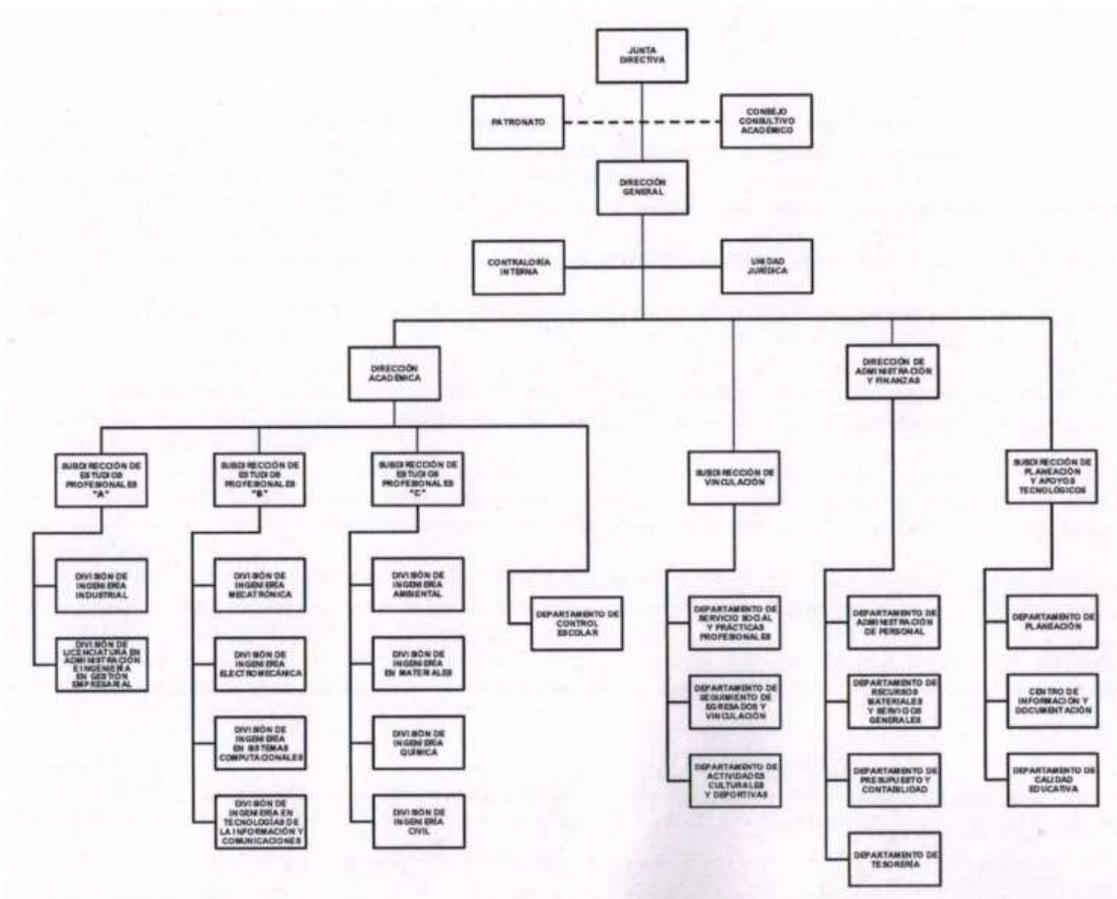 JUNTA
DIRECTIVA
PATRONATO
CONSEJO
CONSULTIVO
ACADÉMICO
DIRECCIÓN
GENERAL
CONTRALORÍA
INTERNA
UNIDAD
JURÍDICA
DIRECCIÓN
ACADÉMICA
DIRECCIÓN DE
ADMINISTRACIÓN
Y FINANZAS
SUBDIRECCIÓN DE
ESTUDIOS
PROFESIONALES
"A"
SUBDIRECCIÓN DE
ESTUDIOS
PROFESIONALES
"B"
SUBDIRECCIÓN DE
ESTUDIOS
PROFESIONALES
"C"
SUBDIRECCIÓN DE
VINCULACIÓN
SUBDIRECCIÓN DE
PLANEACIÓN
Y APOYOS
TECNOLÓGICOS
DIVISIÓN DE
INGENIERÍA
INDUSTRIAL
DIVISIÓN DE
LICENCIATURA EN
ADMINISTRACIÓN
E INGENIERÍA
EN GESTIÓN
EMPRESARIAL
DIVISIÓN DE
INGENIERÍA
MECATRÓNICA
DIVISIÓN DE
INGENIERÍA
ELECTROMECÁNICA
DIVISIÓN DE
INGENIERÍA
EN SISTEMAS
COMPUTACIONALES
DIVISIÓN DE
INGENIERÍA EN
TECNOLOGÍAS DE
LA INFORMACIÓN Y
COMUNICACIONES
DIVISIÓN DE
INGENIERÍA
AMBIENTAL
DIVISIÓN DE
INGENIERÍA
EN MATERIALES
DIVISIÓN DE
INGENIERÍA
QUÍMICA
DIVISIÓN DE
INGENIERÍA
CIVIL
DEPARTAMENTO DE
CONTROL
ESCOLAR
DEPARTAMENTO DE
SERVICIO SOCIAL
Y PRÁCTICAS
PROFESIONALES
DEPARTAMENTO DE
SEGUIMIENTO DE
EGRESADOS Y
VINCULACIÓN
DEPARTAMENTO DE
ACTIVIDADES
CULTURALES
Y DEPORTIVAS
DEPARTAMENTO DE
ADMINISTRACIÓN
DE PERSONAL
DEPARTAMENTO DE
RECURSOS
MATERIALES
Y SERVICIOS
GENERALES
DEPARTAMENTO DE
PRESUPUESTO Y
CONTABILIDAD
DEPARTAMENTO DE
TESORERÍA
DEPARTAMENTO DE
PLANEACIÓN
CENTRO DE
INFORMACIÓN Y
DOCUMENTACIÓN
DEPARTAMENTO DE
CALIDAD
EDUCATIVA